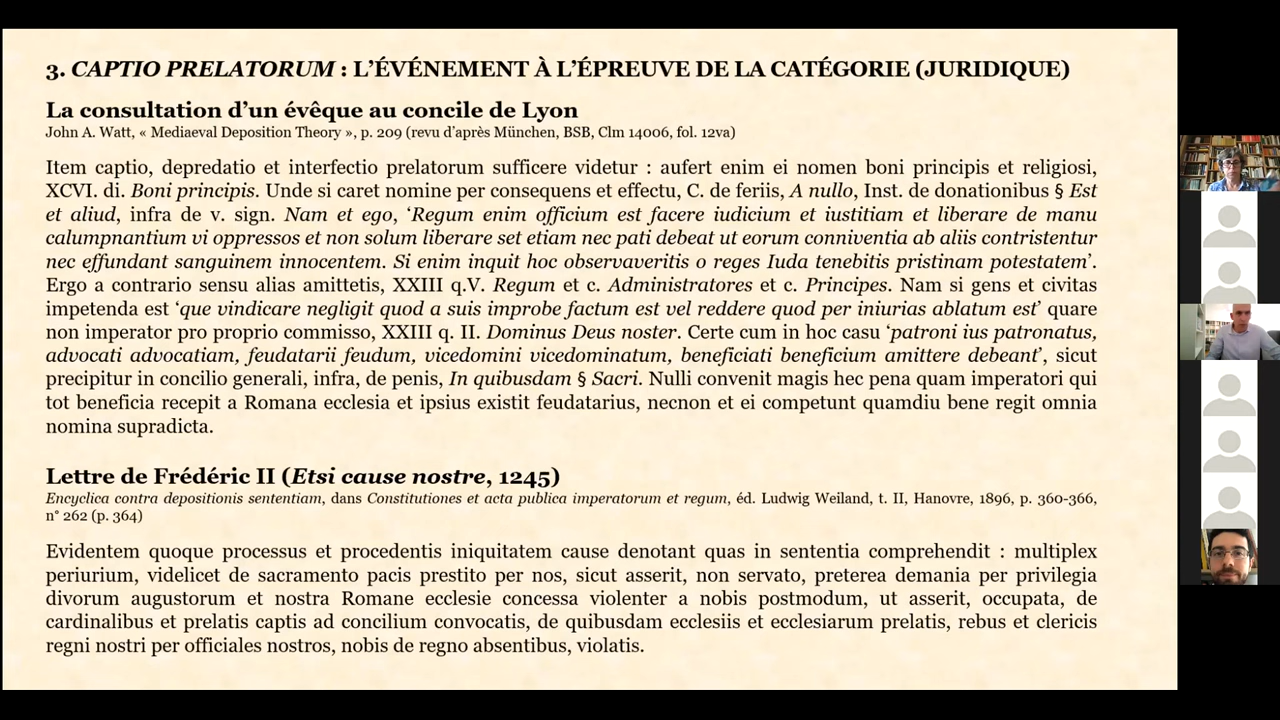 3. CAPTIO PRELATORUM : L’ÉVÉNEMENT À L’ÉPREUVE DE LA CATÉGORIE (JURIDIQUE)
La consultation d’un évêque au concile de Lyon
John A. Watt, « Mediaeval Deposition Theory », p. 209 (revu d’après München, BSB, Clm 14006, fol. 12va)
Item captio, depredatio et interfectio prelatorum sufficere videtur : aufert enim ei nomen boni principis et religiosi,
XCVI. di. Boni principis. Unde si caret nomine per consequens et effectu, C. de feriis, A nullo, Inst. de donationibus § Est
et aliud, infra de v. sign. Nam et ego, ‘Regum enim officium est facere iudicium et iustitiam et liberare de manu
calumpnantium vi oppressos et non solum liberare set etiam nec pati debeat ut eorum conniventia ab aliis contristentur
nec effundant sanguinem innocentem. Si enim inquit hoc observaveritis o reges Iuda tenebitis pristinam potestatem’.
Ergo a contrario sensu alias amittetis, XXIII q.V. Regum et c. Administratores et c. Principes. Nam si gens et civitas
impetenda est ‘que vindicare negligit quod a suis improbe factum est vel reddere quod per iniurias ablatum est’ quare
non imperator pro proprio commisso, XXIII q. II. Dominus Deus noster. Certe cum in hoc casu ‘patroni ius patronatus,
advocati advocatiam, feudatarii feudum, vicedomini vicedominatum, beneficiati beneficium amittere debeant’, sicut
precipitur in concilio generali, infra, de penis, In quibusdam § Sacri. Nulli convenit magis hec pena quam imperatori qui
tot beneficia recepit a Romana ecclesia et ipsius existit feudatarius, necnon et ei competunt quamdiu bene regit omnia
nomina supradicta.
Lettre de Frédéric II (Etsi cause nostre, 1245)
Encyclica contra depositionis sententiam, dans Constitutiones et acta publica imperatorum et regum, éd. Ludwig Weiland, t. II, Hanovre, 1896, p. 360-366,
n° 262 (p. 364)
Evidentem quoque processus et procedentis iniquitatem cause denotant quas in sententia comprehendit : multiplex
periurium, videlicet de sacramento pacis prestito per nos, sicut asserit, non servato, preterea demania per privilegia
divorum augustorum et nostra Romane ecclesie concessa violenter a nobis postmodum, ut asserit, occupata, de
cardinalibus et prelatis captis ad concilium convocatis, de quibusdam ecclesiis et ecclesiarum prelatis, rebus et clericis
regni nostri per officiales nostros, nobis de regno absentibus, violatis.